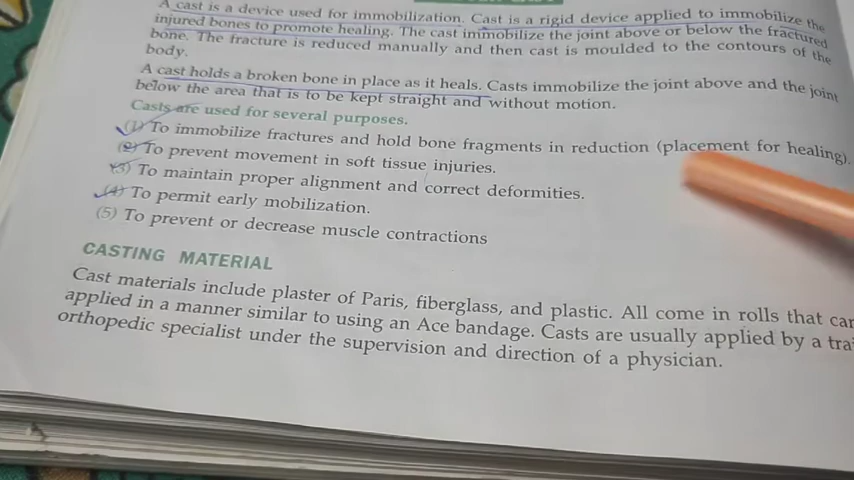 A cast is a device used for immobilization. Cast is a rigid device applied to immobilize the
injured bones to promote healing. The cast immobilize the joint above or below the fractured
bone. The fracture is reduced manually and then cast is moulded to the contours of the
body.
A cast holds a broken bone in place as it heals. Casts immobilize the joint above and the joint
below the area that is to be kept straight and without motion.
Casts are used for several purposes.
(1) To immobilize fractures and hold bone fragments in reduction (placement for healing).
(2) To prevent movement in soft tissue injuries.
(3) To maintain proper alignment and correct deformities.
(4) To permit early mobilization.
(5) To prevent or decrease muscle contractions
CASTING MATERIAL
Cast materials include plaster of Paris, fiberglass, and plastic. All come in rolls that can
applied in a manner similar to using an Ace bandage. Casts are usually applied by a trai
orthopedic specialist under the supervision and direction of a physician.